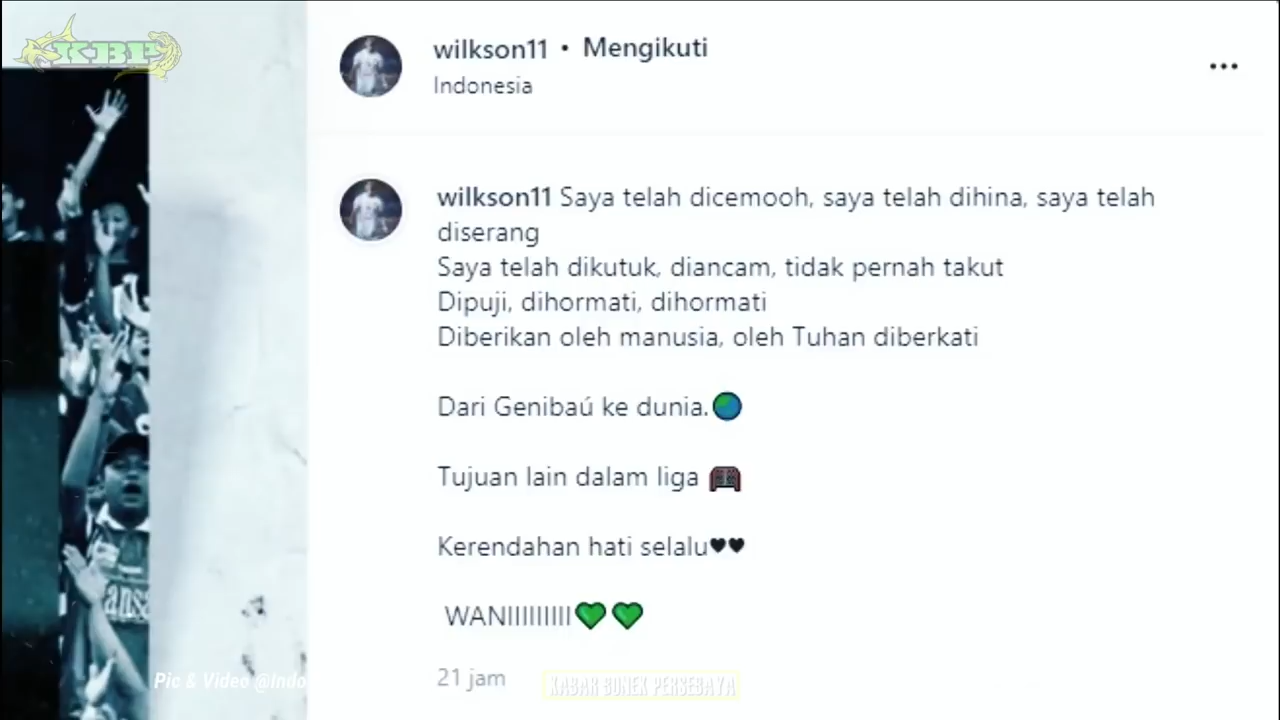 KBP
wilkson11 • Mengikuti
Indonesia
wilkson11 Saya telah dicemooh, saya telah dihina, saya telah
diserang
Saya telah dikutuk, diancam, tidak pernah takut
Dipuji, dihormati, dihormati
Diberikan oleh manusia, oleh Tuhan diberkati
Dari Genibaú ke dunia.🌍
Tujuan lain dalam liga 🥅
Kerendahan hati selalu🖤🖤
WANIIIIIIIII💚💚
21 jam
Pic & Video @Indo
KABAR BONEK PERSEBAYA